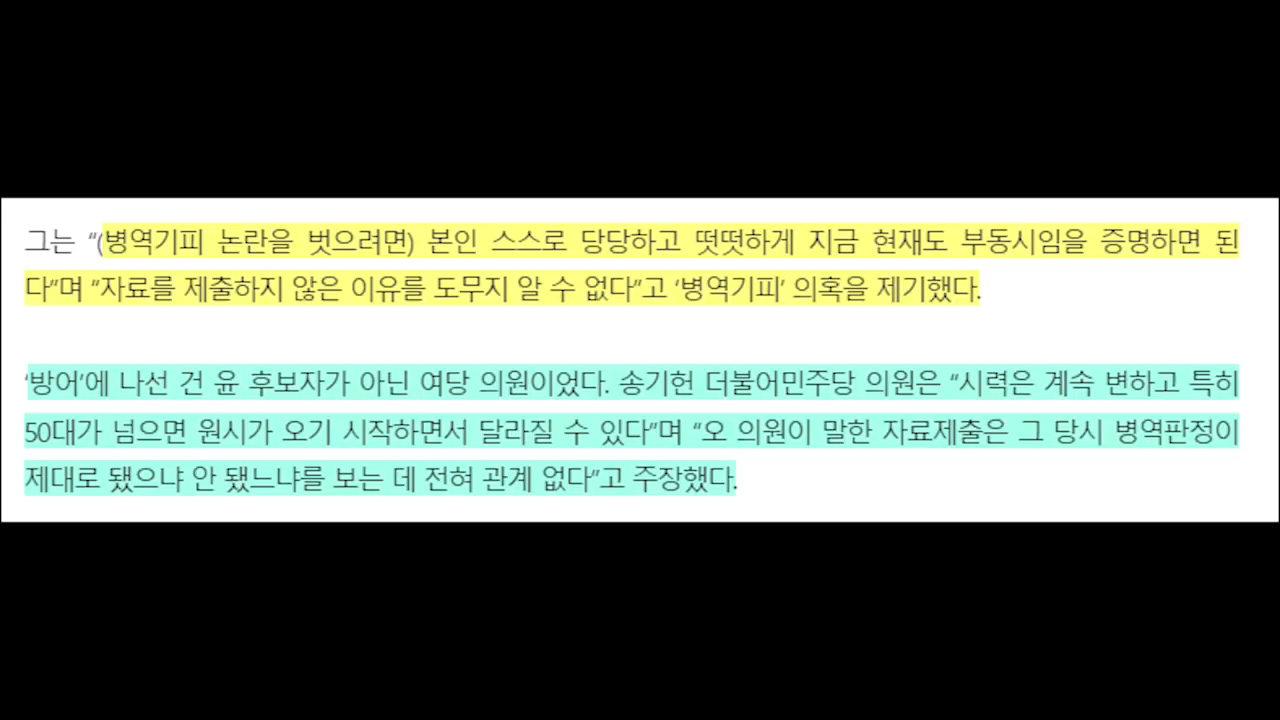 그는 “(병역기피 논란을 벗으려면) 본인 스스로 당당하고 떳떳하게 지금 현재도 부동시임을 증명하면 된
다”며 “자료를 제출하지 않은 이유를 도무지 알 수 없다”고 ‘병역기피’ 의혹을 제기했다.
‘방어’에 나선 건 윤 후보자가 아닌 여당 의원이었다. 송기헌 더불어민주당 의원은 “시력은 계속 변하고 특히
50대가 넘으면 원시가 오기 시작하면서 달라질 수 있다”며 “오 의원이 말한 자료제출은 그 당시 병역판정이
제대로 됐으냐 안 됐느냐를 보는 데 전혀 관계 없다”고 주장했다.